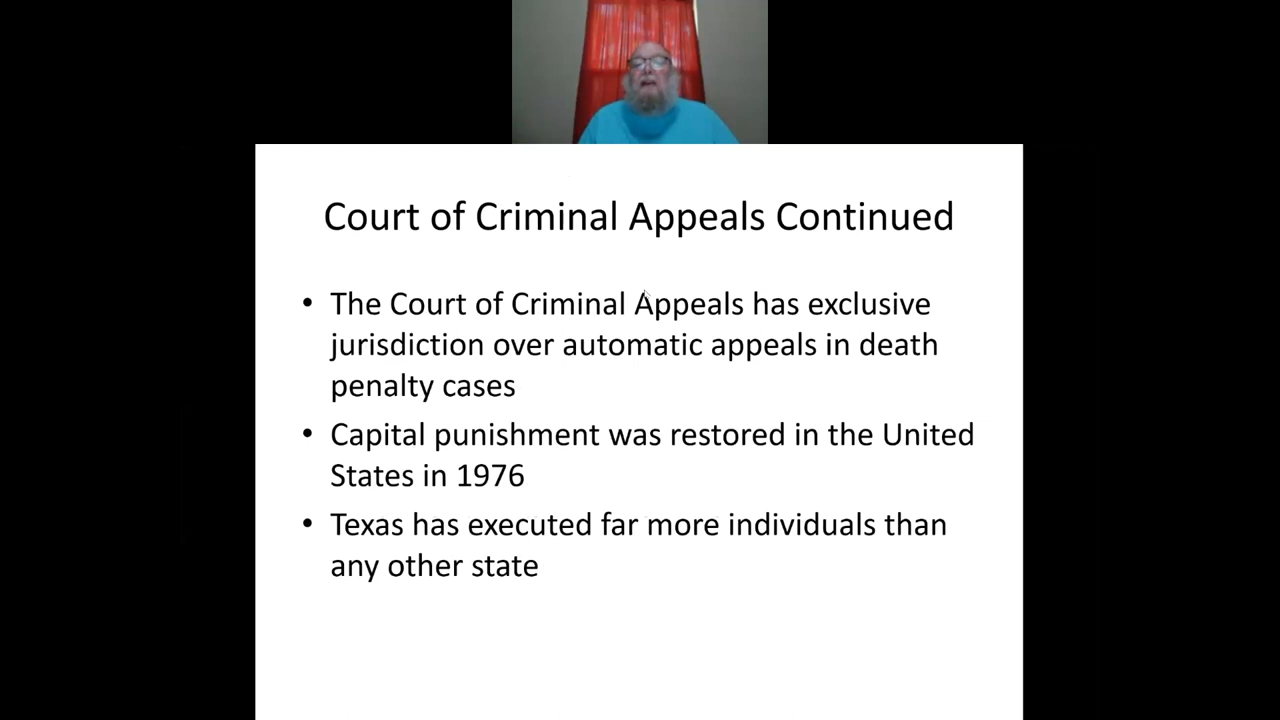 Court of Criminal Appeals Continued
• The Court of Criminal Appeals has exclusive
jurisdiction over automatic appeals in death
penalty cases
• Capital punishment was restored in the United
States in 1976
• Texas has executed far more individuals than
any other state